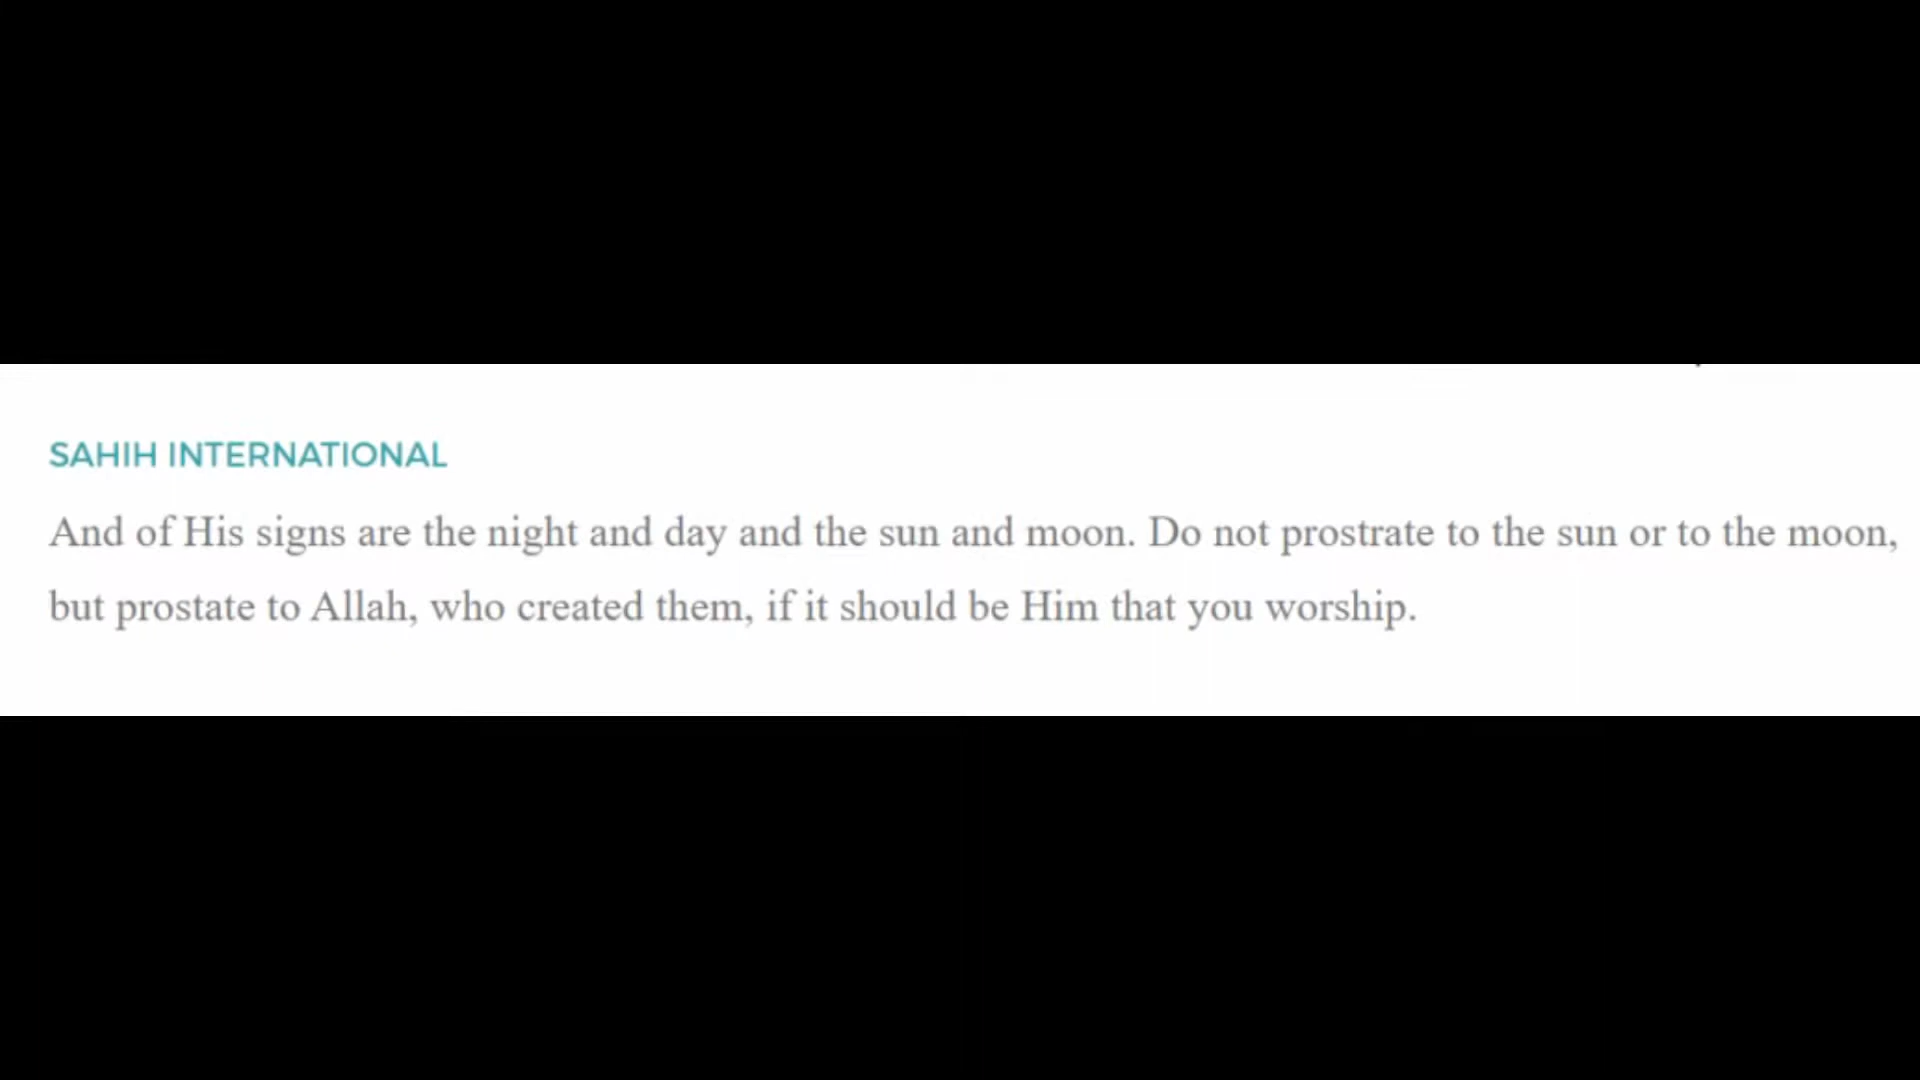 SAHIH INTERNATIONAL
And of His signs are the night and day and the sun and moon. Do not prostrate to the sun or to the moon,
but prostate to Allah, who created them, if it should be Him that you worship.